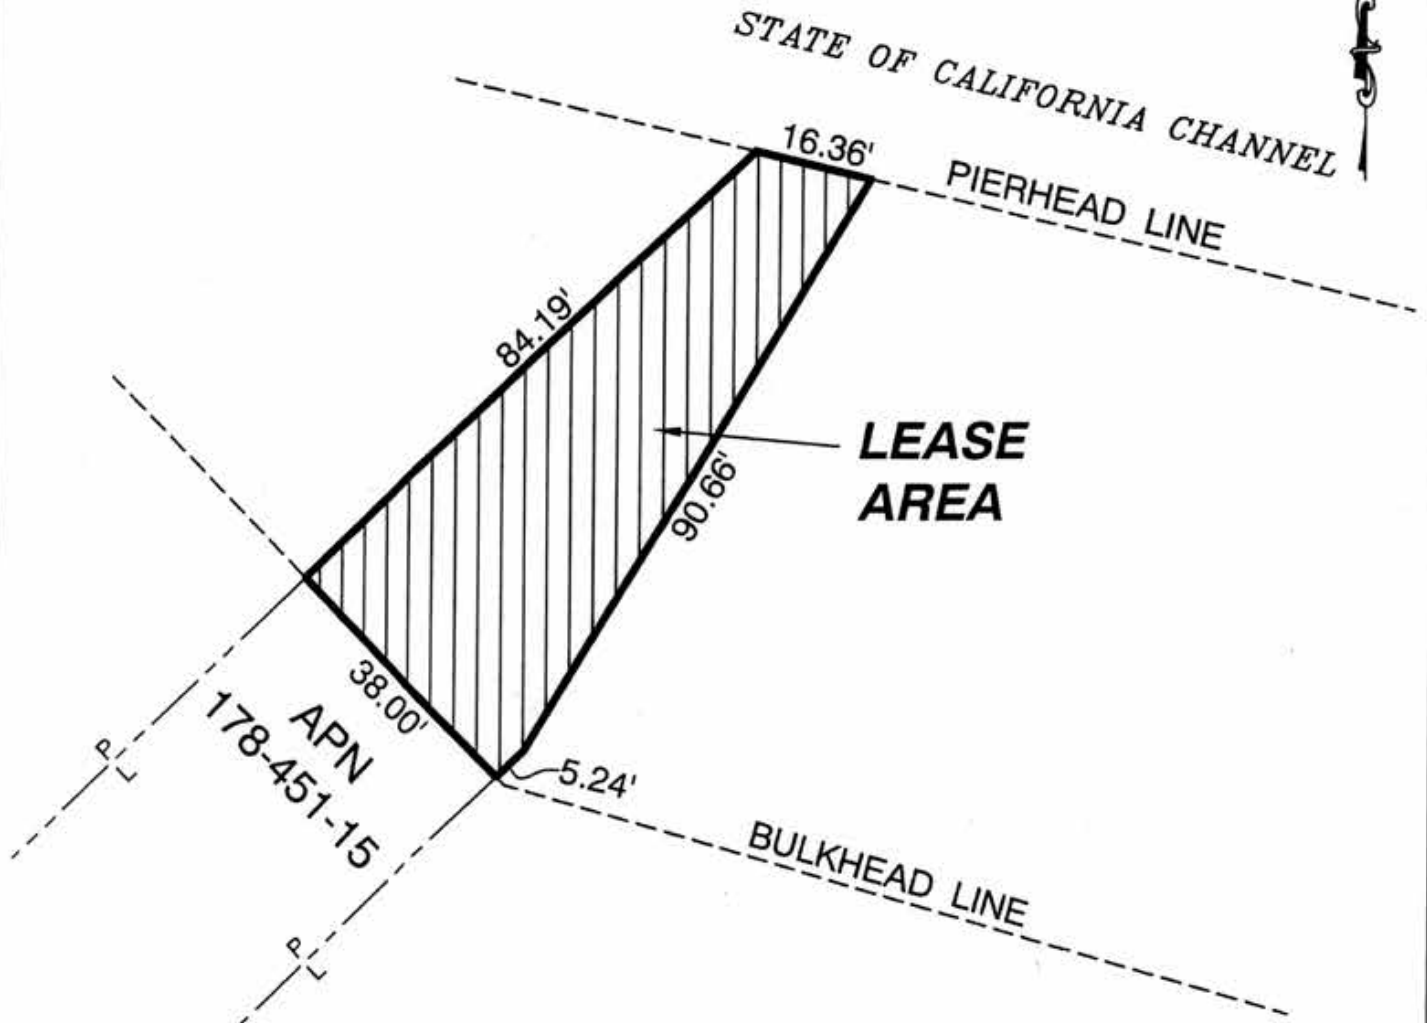 STATE OF CALIFORNIA CHANNEL
16.36'
PIERHEAD LINE
84.19'
LEASE
AREA
90.66'
38.00'
APN
178-451-15
5.24'
P
L
BULKHEAD LINE
P
L